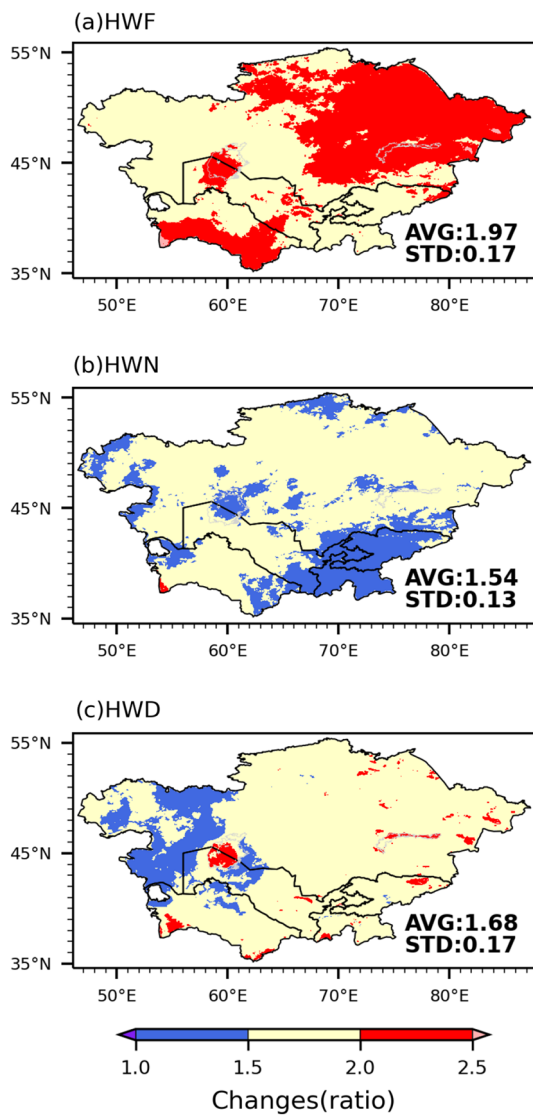 (a)HWF
55°N
45°N
35°N
AVG:1.97
STD:0.17
50°E 60°E 70°E 80°E
(b)HWN
55°N
45°N
35°N
AVG:1.54
STD:0.13
50°E 60°E 70°E 80°E
(c)HWD
55°N
45°N
35°N
AVG:1.68
STD:0.17
50°E 60°E 70°E 80°E
1.0 1.5 2.0 2.5
Changes(ratio)